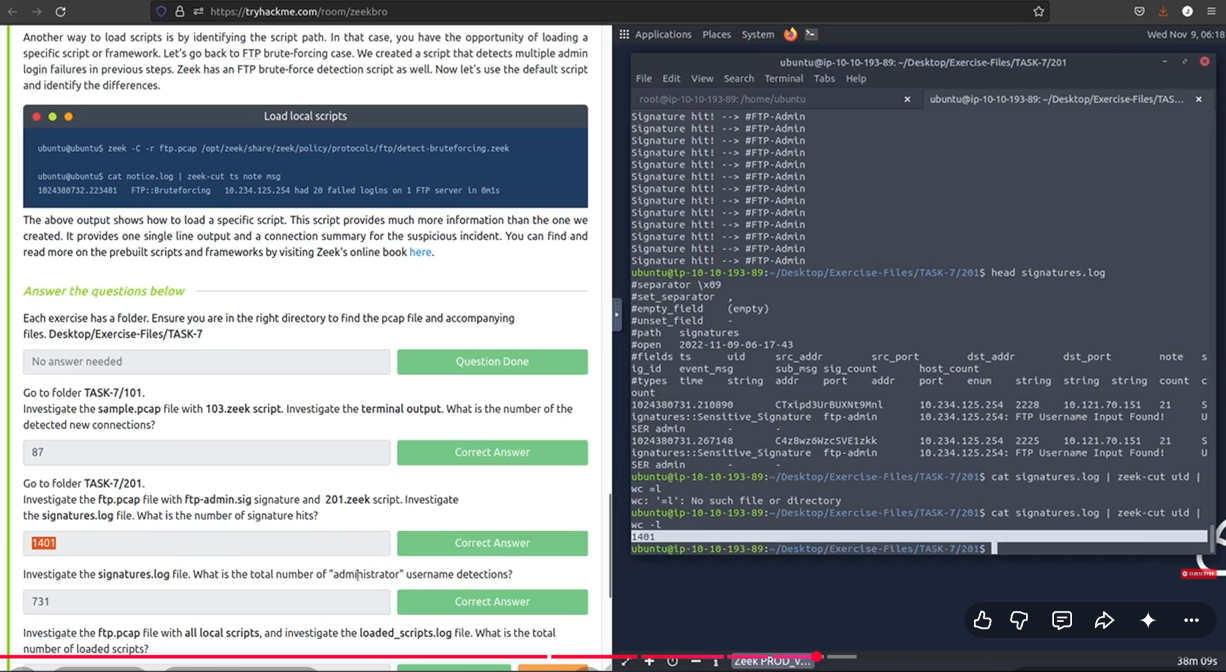 https://tryhackme.com/room/zeekbro
Another way to load scripts is by identifying the script path. In that case, you have the opportunity of loading a
specific script or framework. Let's go back to FTP brute-forcing case. We created a script that detects multiple admin
login failures in previous steps. Zeek has an FTP brute-force detection script as well. Now let's use the default script
and identify the differences.
Load local scripts
ubuntu@ubuntu$ zeek -C -r ftp.pcap /opt/zeek/share/zeek/policy/protocols/ftp/detect-bruteforcing.zeek
ubuntu@ubuntu$ cat notice.log | zeek-cut ts note msg
1024380732.223481 FTP::Bruteforcing 10.234.125.254 had 20 failed logins on 1 FTP server in 0m1s
The above output shows how to load a specific script. This script provides much more information than the one we
created. It provides one single line output and a connection summary for the suspicious incident. You can find and
read more on the prebuilt scripts and frameworks by visiting Zeek's online book here.
Answer the questions below
Each exercise has a folder. Ensure you are in the right directory to find the pcap file and accompanying
files. Desktop/Exercise-Files/TASK-7
No answer needed
Question Done
Go to folder TASK-7/101.
Investigate the sample.pcap file with 103.zeek script. Investigate the terminal output. What is the number of the
detected new connections?
87
Correct Answer
Go to folder TASK-7/201.
Investigate the ftp.pcap file with ftp-admin.sig signature and 201.zeek script. Investigate
the signatures.log file. What is the number of signature hits?
1401
Correct Answer
Investigate the signatures.log file. What is the total number of "administrator" username detections?
731
Correct Answer
Investigate the ftp.pcap file with all local scripts, and investigate the loaded_scripts.log file. What is the total
number of loaded scripts?
Applications Places System
Wed Nov 9, 06:18
ubuntu@ip-10-10-193-89: ~/Desktop/Exercise-Files/TASK-7/201
File Edit View Search Terminal Tabs Help
root@ip-10-10-193-89: /home/ubuntu
ubuntu@ip-10-10-193-89: ~/Desktop/Exercise-Files/TAS...
Signature hit! --> #FTP-Admin
Signature hit! --> #FTP-Admin
Signature hit! --> #FTP-Admin
Signature hit! --> #FTP-Admin
Signature hit! --> #FTP-Admin
Signature hit! --> #FTP-Admin
Signature hit! --> #FTP-Admin
Signature hit! --> #FTP-Admin
Signature hit! --> #FTP-Admin
Signature hit! --> #FTP-Admin
Signature hit! --> #FTP-Admin
Signature hit! --> #FTP-Admin
Signature hit! --> #FTP-Admin
ubuntu@ip-10-10-193-89:~/Desktop/Exercise-Files/TASK-7/201$ head signatures.log
#separator \x09
#set_separator ,
#empty_field (empty)
#unset_field -
#path signatures
#open 2022-11-09-06-17-43
#fields ts uid src_addr src_port dst_addr dst_port note s
ig_id event_msg sub_msg sig_count host_count
#types time string addr port addr port enum string string string count c
ount
1024380731.210890 CTxipd3UrBUXNt9Mnl 10.234.125.254 2228 10.121.70.151 21 S
ignatures::Sensitive_Signature ftp-admin 10.234.125.254: FTP Username Input Found! U
SER admin - -
1024380731.267148 C4z8wz6WzcSVE1zkk 10.234.125.254 2225 10.121.70.151 21 S
ignatures::Sensitive_Signature ftp-admin 10.234.125.254: FTP Username Input Found! U
SER admin - -
ubuntu@ip-10-10-193-89:~/Desktop/Exercise-Files/TASK-7/201$ cat signatures.log | zeek-cut uid |
wc =l
wc: '=l': No such file or directory
ubuntu@ip-10-10-193-89:~/Desktop/Exercise-Files/TASK-7/201$ cat signatures.log | zeek-cut uid |
wc -l
1401
ubuntu@ip-10-10-193-89:~/Desktop/Exercise-Files/TASK-7/201$
SUBSCRIBE
Zeek PROD_v...
38m 09s